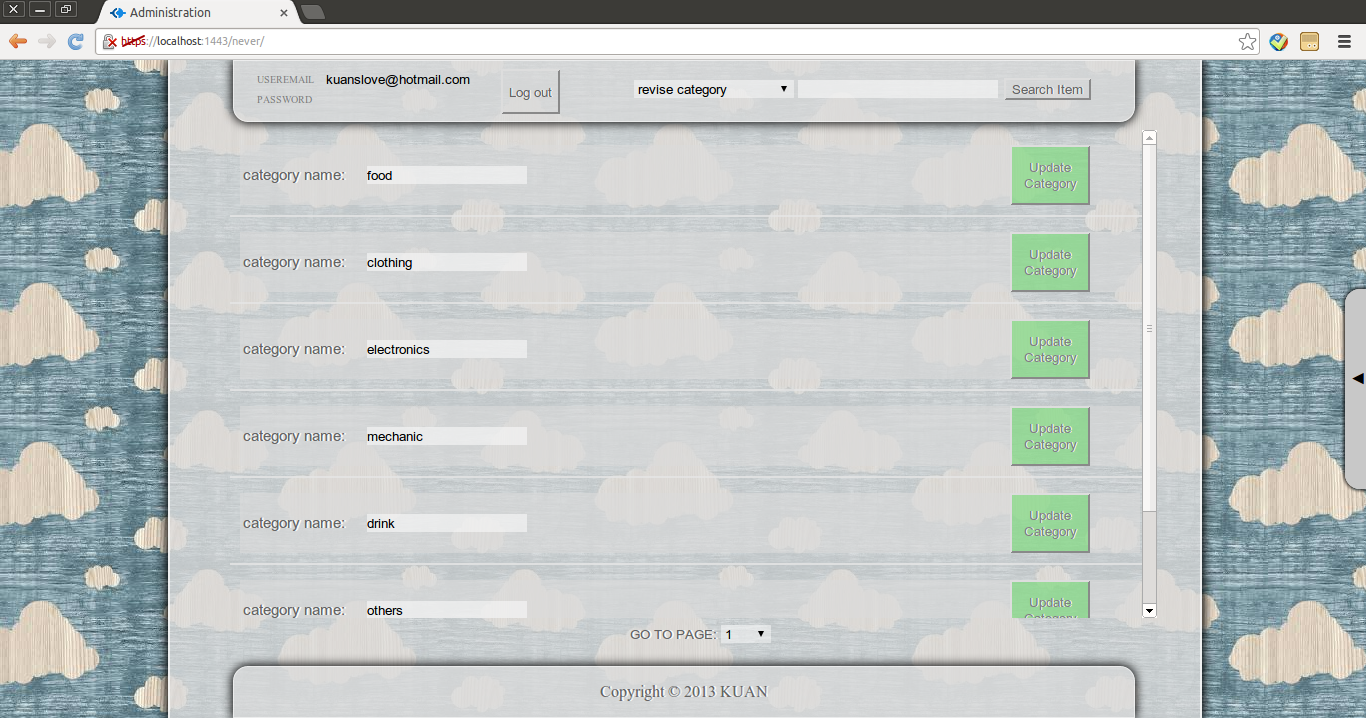 Administration
https://localhost:1443/never/
USEREMAIL kuanslove@hotmail.com
PASSWORD
Log out
revise category
Search Item
category name: food
Update
Category
category name: clothing
Update
Category
category name: electronics
Update
Category
category name: mechanic
Update
Category
category name: drink
Update
Category
category name: others
Update
Category
GO TO PAGE: 1
Copyright © 2013 KUAN